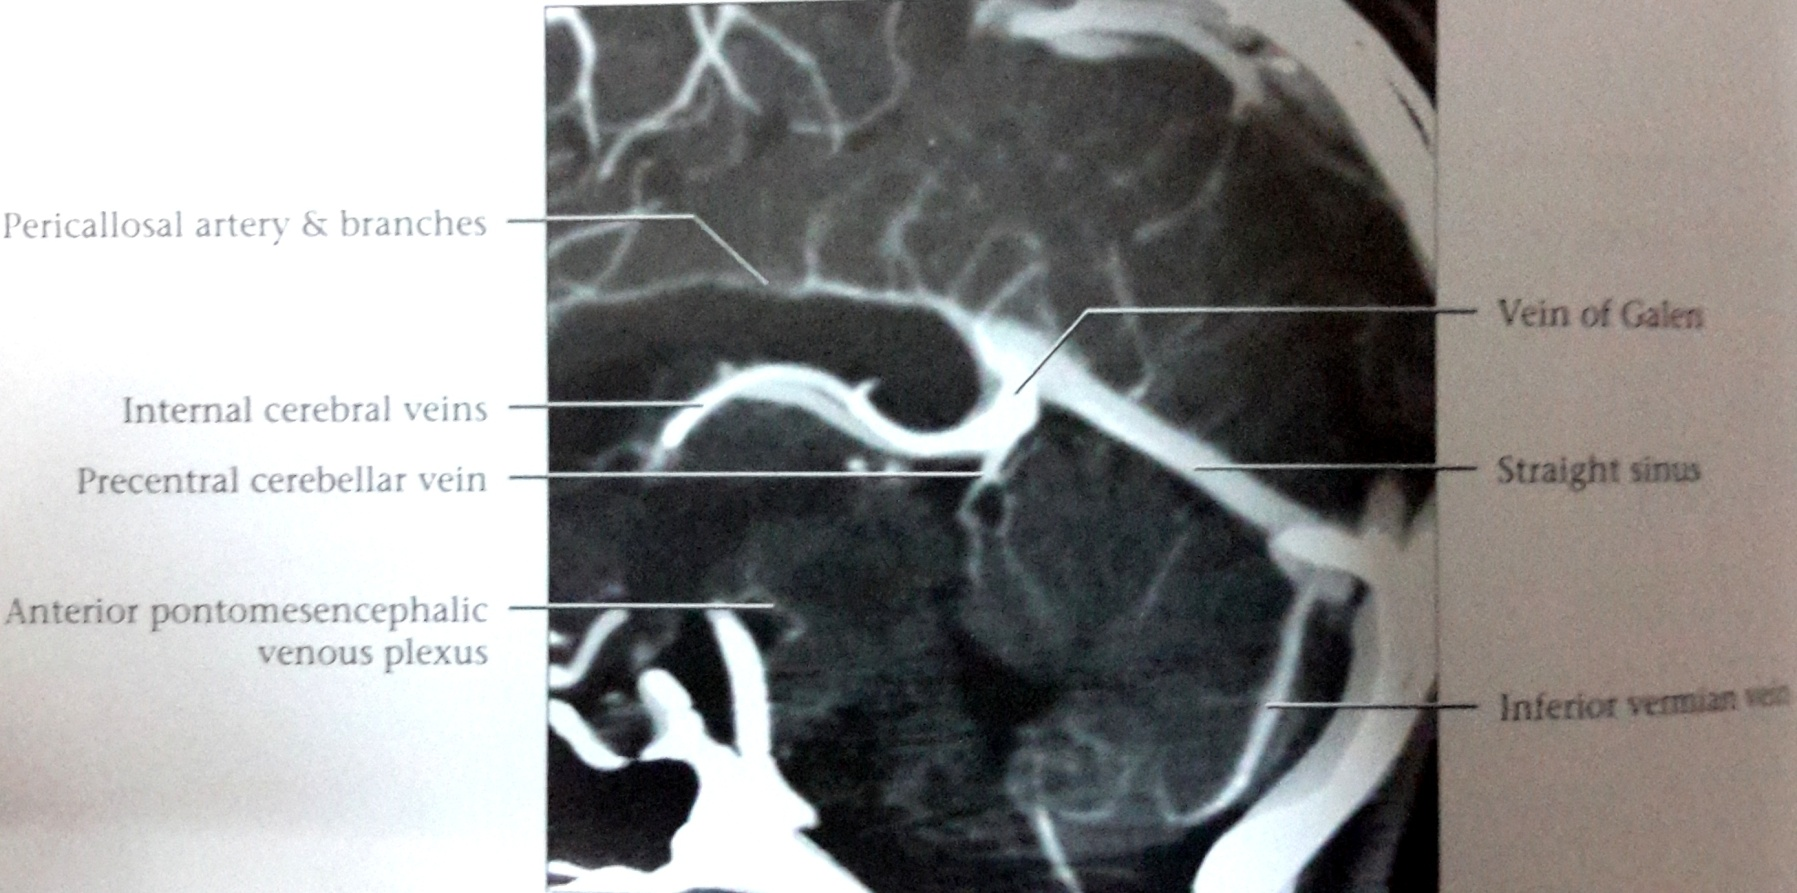 Pericallosal artery & branches
Internal cerebral veins
Precentral cerebellar vein
Anterior pontomesencephalic
venous plexus
Vein of Galen
Straight sinus
Inferior vermian vein